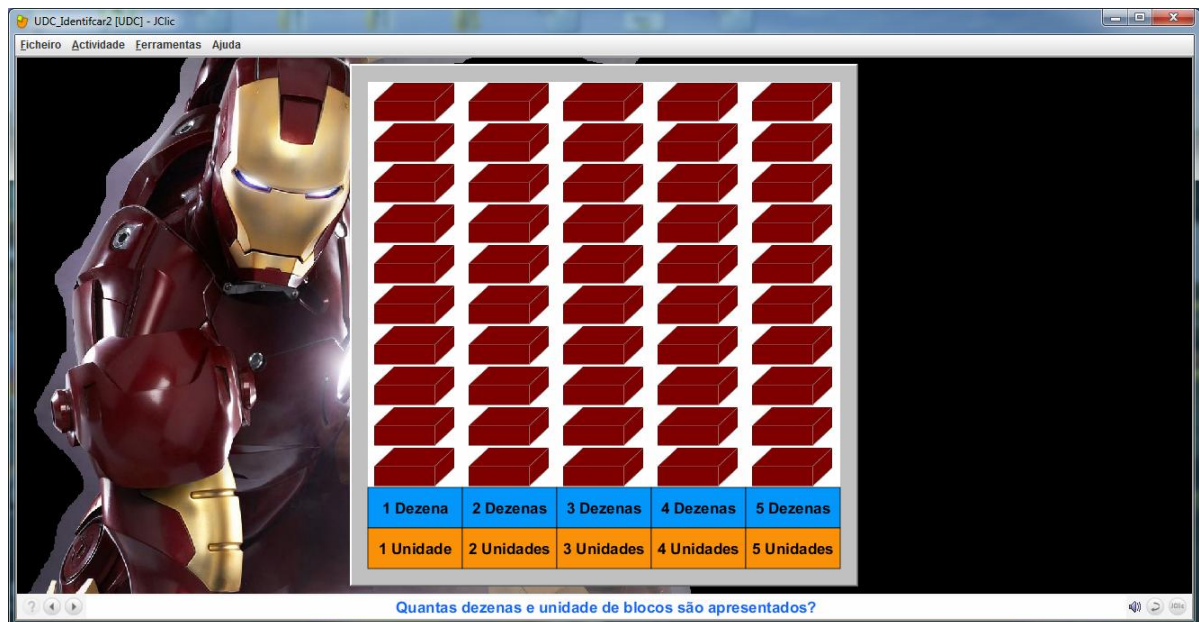 UDC_Identifcar2 [UDC] - JClic
Ficheiro Actividade Ferramentas Ajuda
1 Dezena 2 Dezenas 3 Dezenas 4 Dezenas 5 Dezenas
1 Unidade 2 Unidades 3 Unidades 4 Unidades 5 Unidades
Quantas dezenas e unidade de blocos são apresentados?